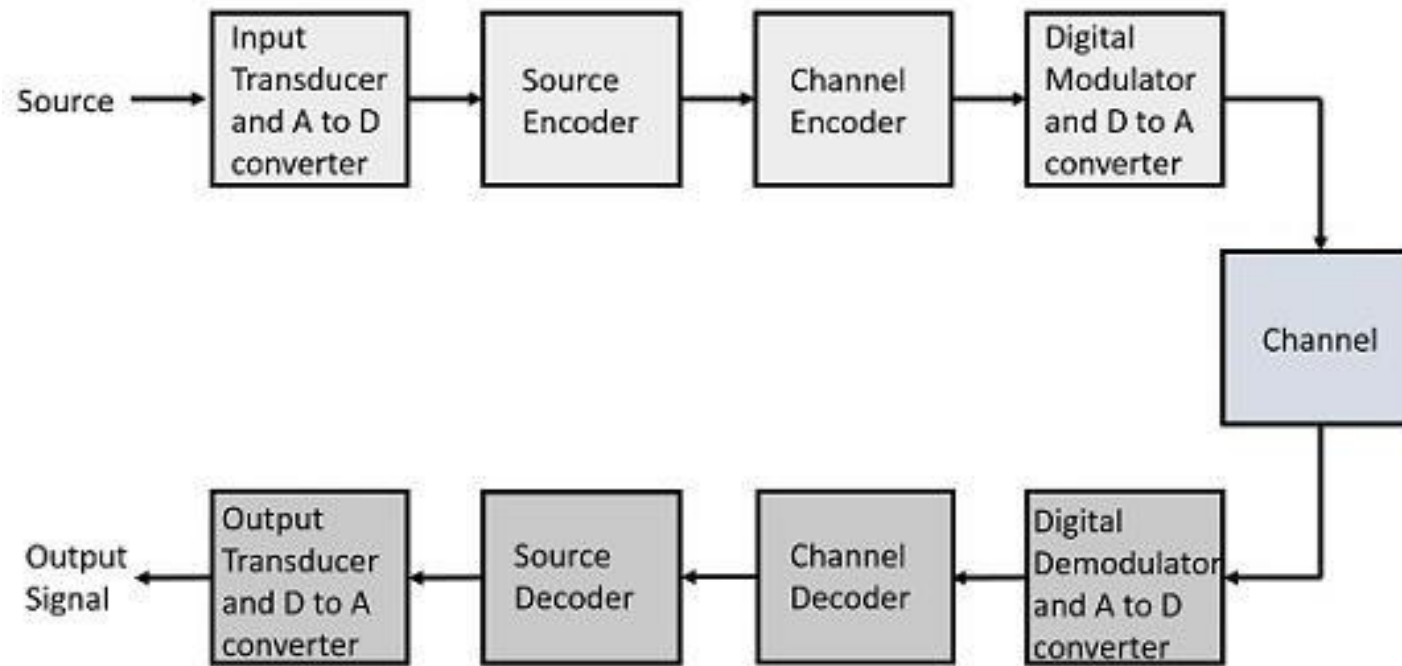 Source
Input
Transducer
and A to D
converter
Source
Encoder
Channel
Encoder
Digital
Modulator
and D to A
converter
Channel
Digital
Demodulator
and A to D
converter
Channel
Decoder
Source
Decoder
Output
Transducer
and D to A
converter
Output
Signal